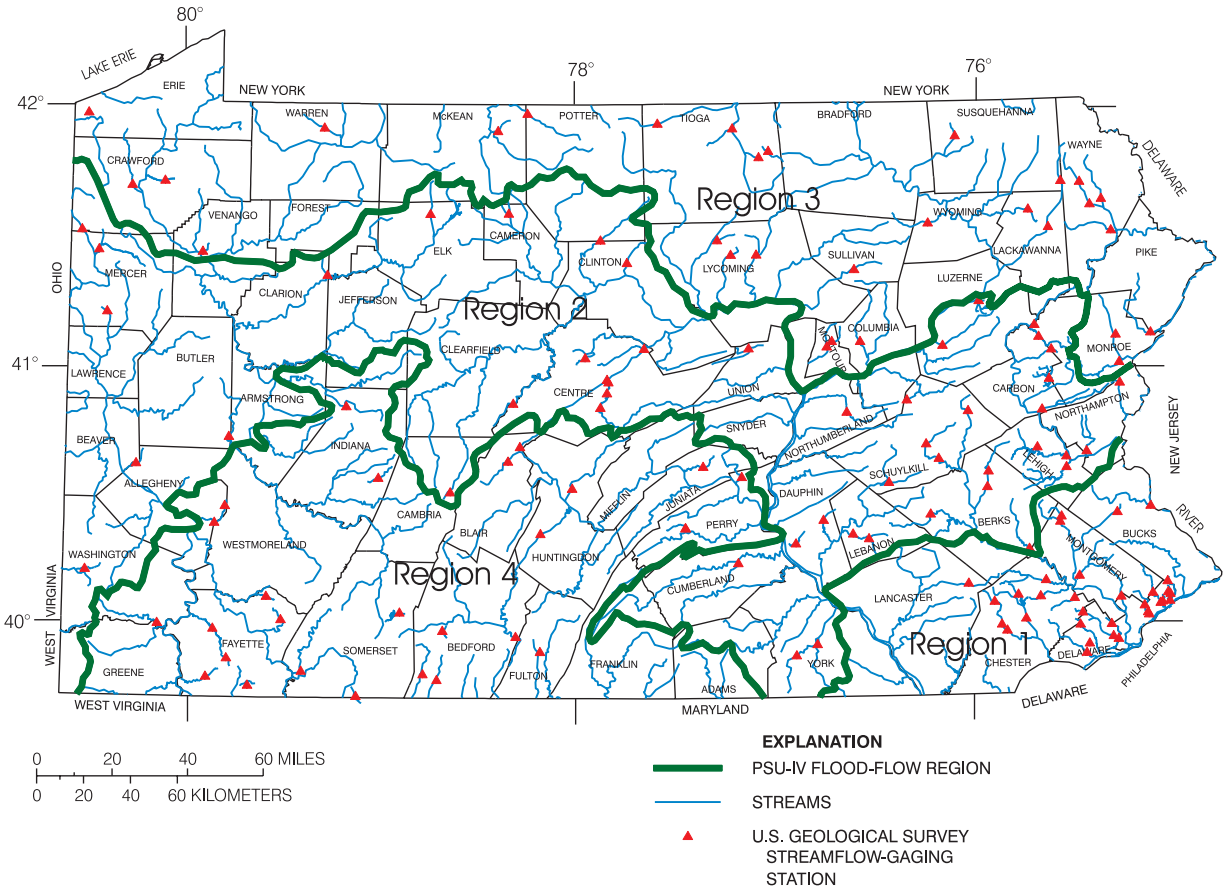 80°
78°
76°
42°
41°
40°
LAKE ERIE
ERIE
NEW YORK
NEW YORK
WARREN
McKEAN
POTTER
TIOGA
BRADFORD
SUSQUEHANNA
WAYNE
DELAWARE
CRAWFORD
VENANGO
FOREST
ELK
CAMERON
Region 3
WYOMING
LACKAWANNA
PIKE
OHIO
MERCER
CLARION
JEFFERSON
CLINTON
LYCOMING
SULLIVAN
LUZERNE
Region 2
MONTOUR
COLUMBIA
MONROE
BUTLER
CLEARFIELD
LAWRENCE
ARMSTRONG
CENTRE
UNION
CARBON
NORTHAMPTON
BEAVER
INDIANA
SNYDER
NORTHUMBERLAND
NEW JERSEY
ALLEGHENY
SCHUYLKILL
LEHIGH
CAMBRIA
BLAIR
MIFFLIN
JUNIATA
DAUPHIN
PERRY
BERKS
RIVER
BUCKS
WASHINGTON
WESTMORELAND
HUNTINGDON
LEBANON
MONTGOMERY
Region 4
CUMBERLAND
LANCASTER
WEST VIRGINIA
FAYETTE
SOMERSET
BEDFORD
FULTON
FRANKLIN
ADAMS
YORK
Region 1
CHESTER
DELAWARE
PHILADELPHIA
GREENE
WEST VIRGINIA
MARYLAND
DELAWARE
0 20 40 60 MILES
0 20 40 60 KILOMETERS
EXPLANATION
PSU-IV FLOOD-FLOW REGION
STREAMS
U.S. GEOLOGICAL SURVEY
STREAMFLOW-GAGING
STATION